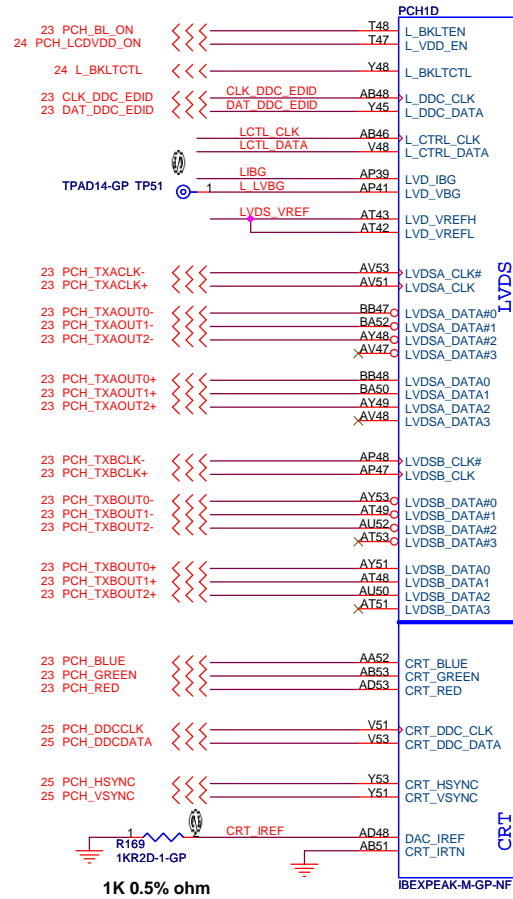 PCH1D
23 PCH_BL_ON T48 L_BKLTEN
24 PCH_LCDVDD_ON T47 L_VDD_EN
24 L_BKLTCTL Y48 L_BKLTCTL
23 CLK_DDC_EDID CLK_DDC_EDID AB48 L_DDC_CLK
23 DAT_DDC_EDID DAT_DDC_EDID Y45 L_DDC_DATA
LCTL_CLK AB46 L_CTRL_CLK
LCTL_DATA V48 L_CTRL_DATA
LIBG AP39 LVD_IBG
TPAD14-GP TP51 1 L_LVBG AP41 LVD_VBG
LVDS_VREF AT43 LVD_VREFH
AT42 LVD_VREFL
LVDS
23 PCH_TXACLK- AV53 LVDSA_CLK#
23 PCH_TXACLK+ AV51 LVDSA_CLK
23 PCH_TXAOUT0- BB47 LVDSA_DATA#0
23 PCH_TXAOUT1- BA52 LVDSA_DATA#1
23 PCH_TXAOUT2- AY48 LVDSA_DATA#2
AV47 LVDSA_DATA#3
23 PCH_TXAOUT0+ BB48 LVDSA_DATA0
23 PCH_TXAOUT1+ BA50 LVDSA_DATA1
23 PCH_TXAOUT2+ AY49 LVDSA_DATA2
AV48 LVDSA_DATA3
23 PCH_TXBCLK- AP48 LVDSB_CLK#
23 PCH_TXBCLK+ AP47 LVDSB_CLK
23 PCH_TXBOUT0- AY53 LVDSB_DATA#0
23 PCH_TXBOUT1- AT49 LVDSB_DATA#1
23 PCH_TXBOUT2- AU52 LVDSB_DATA#2
AT53 LVDSB_DATA#3
23 PCH_TXBOUT0+ AY51 LVDSB_DATA0
23 PCH_TXBOUT1+ AT48 LVDSB_DATA1
23 PCH_TXBOUT2+ AU50 LVDSB_DATA2
AT51 LVDSB_DATA3
23 PCH_BLUE AA52 CRT_BLUE
23 PCH_GREEN AB53 CRT_GREEN
23 PCH_RED AD53 CRT_RED
25 PCH_DDCCLK V51 CRT_DDC_CLK
25 PCH_DDCDATA V53 CRT_DDC_DATA
25 PCH_HSYNC Y53 CRT_HSYNC
25 PCH_VSYNC Y51 CRT_VSYNC
CRT
1 2 CRT_IREF AD48 DAC_IREF
R169 AB51 CRT_IRTN
1KR2D-1-GP
1K 0.5% ohm
IBEXPEAK-M-GP-NF